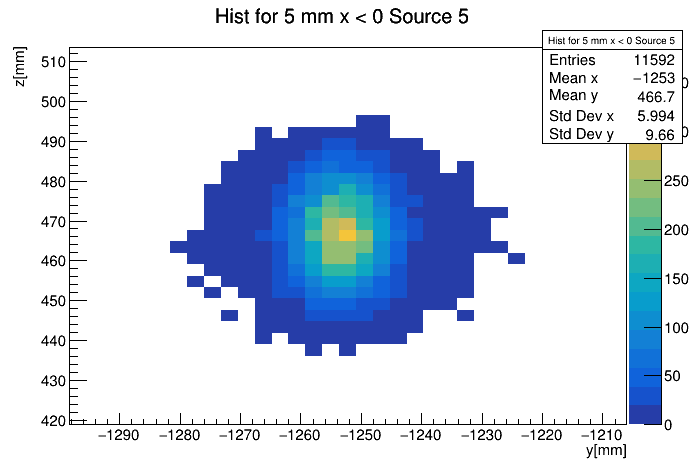 Hist for 5 mm x < 0 Source 5
z[mm]
510
500
490
480
470
460
450
440
430
420
Hist for 5 mm x < 0 Source 5
Entries 11592
Mean x −1253
Mean y 466.7
Std Dev x 5.994
Std Dev y 9.66
250
200
150
100
50
0
−1290 −1280 −1270 −1260 −1250 −1240 −1230 −1220 −1210
y[mm]